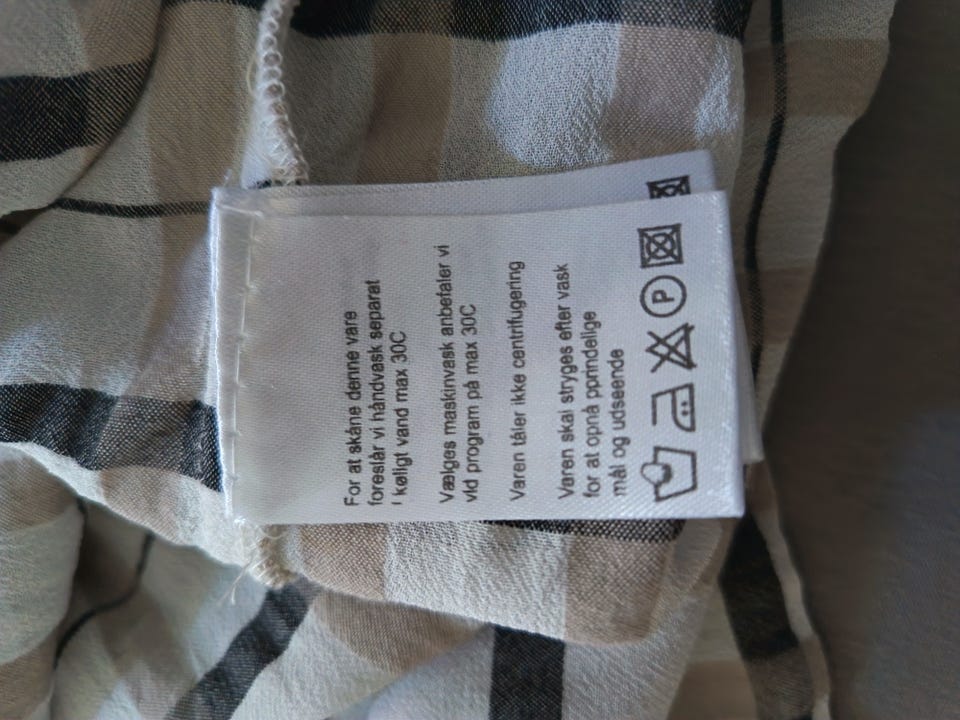 For at skåne denne vare
foreslår vi håndvask separat
i køligt vand max 30C
Vælges maskinvask anbefaler vi
vid program på max 30C
Varen tåler ikke centrifugering
Varen skal stryges efter vask
for at opnå pprindelige
mål og udseende
P